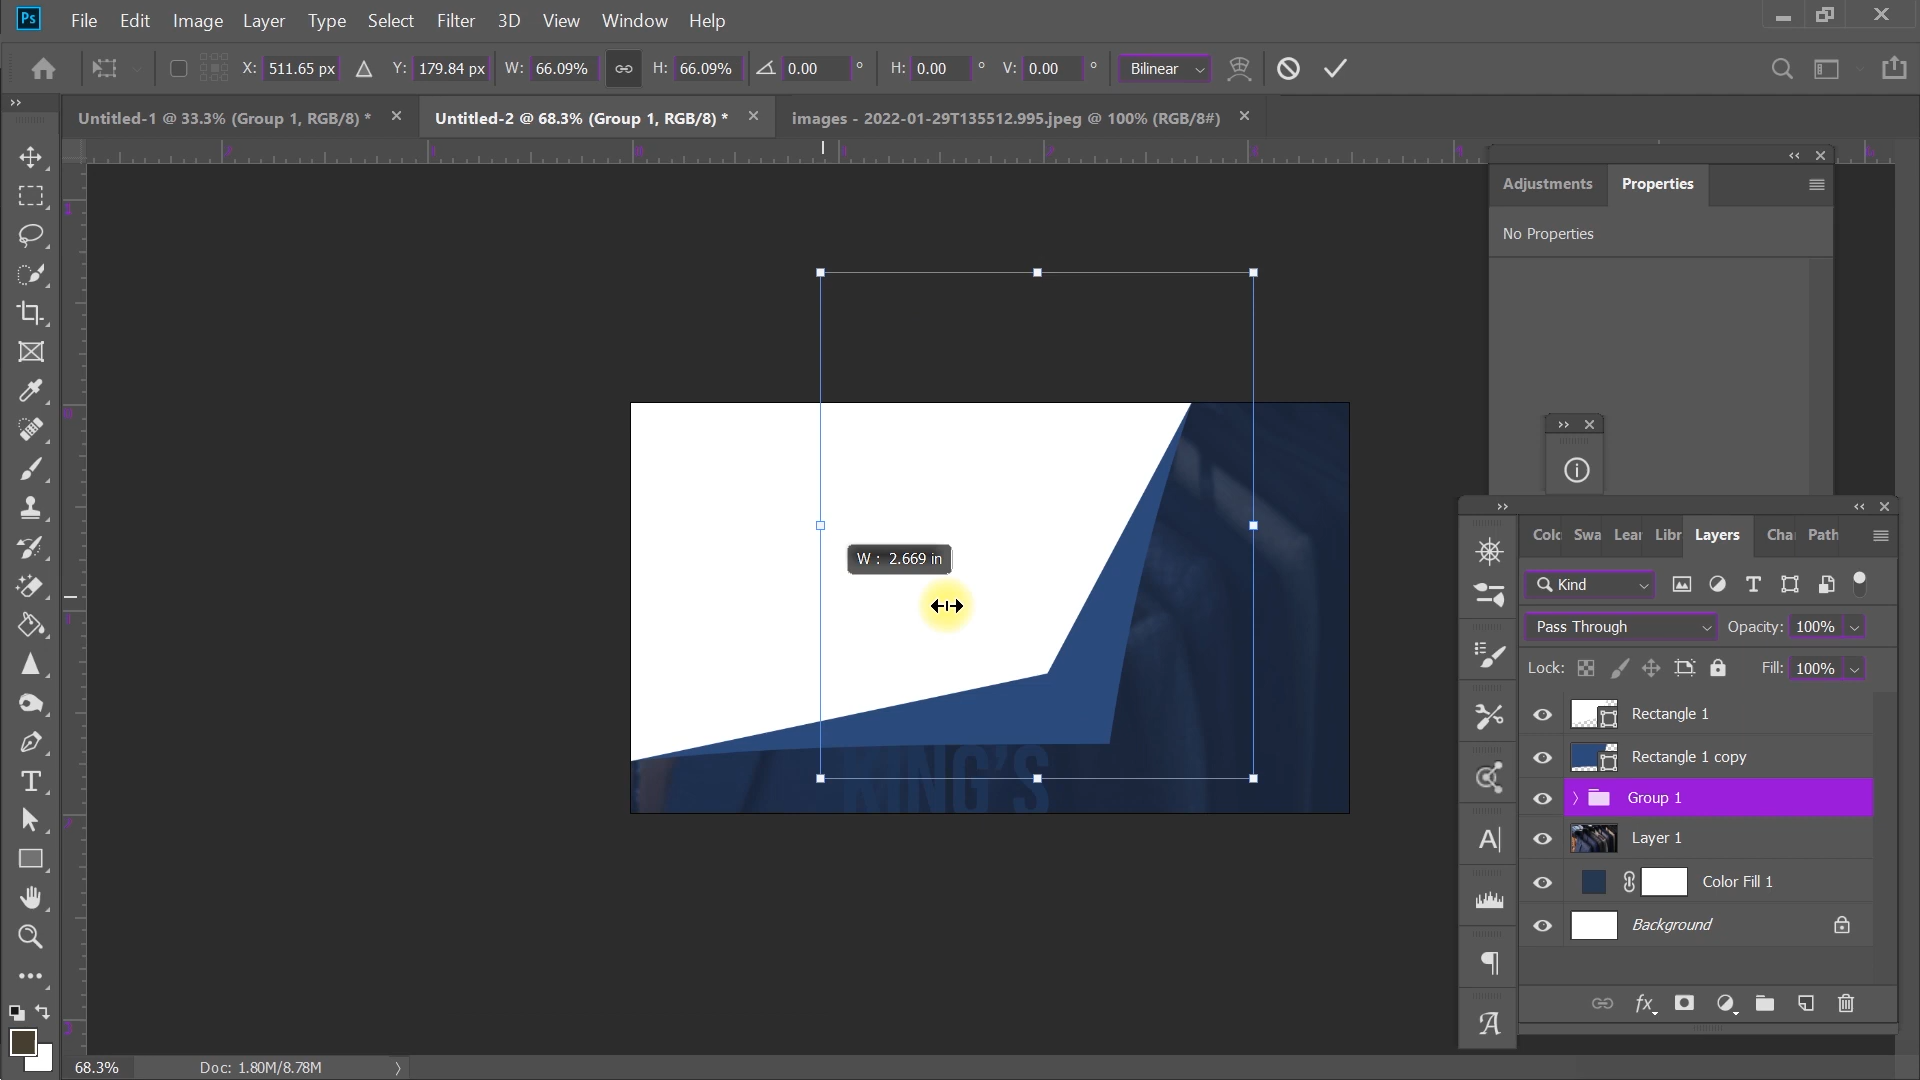 Ps File Edit Image Layer Type Select Filter 3D View Window Help
X: 511.65 px Y: 179.84 px W: 66.09% H: 66.09% 0.00 ° H: 0.00 ° V: 0.00 ° Bilinear
Untitled-1 @ 33.3% (Group 1, RGB/8) * Untitled-2 @ 68.3% (Group 1, RGB/8) * images - 2022-01-29T135512.995.jpeg @ 100% (RGB/8#)
Adjustments Properties
No Properties
W : 2.669 in
KING'S
Colc Swa Lear Libr Layers Cha Path
Kind
Pass Through Opacity: 100%
Lock: Fill: 100%
Rectangle 1
Rectangle 1 copy
Group 1
Layer 1
Color Fill 1
Background
68.3% Doc: 1.80M/8.78M